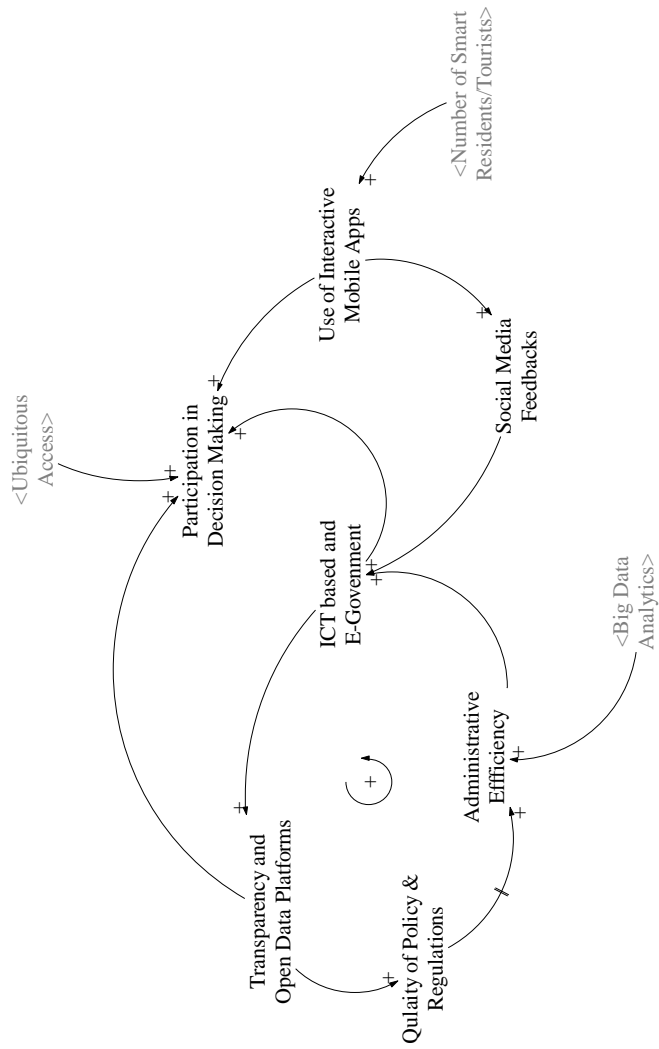 <Ubiquitous
Access>
Participation in
Decision Making
Use of Interactive
Mobile Apps
<Number of Smart
Residents/Tourists>
Transparency and
Open Data Platforms
ICT based and
E-Govenment
Social Media
Feedbacks
Qulaity of Policy &
Regulations
Administrative
Effficiency
<Big Data
Analytics>
+
+
+
+
+
+
+
+
+
+
+
+
+